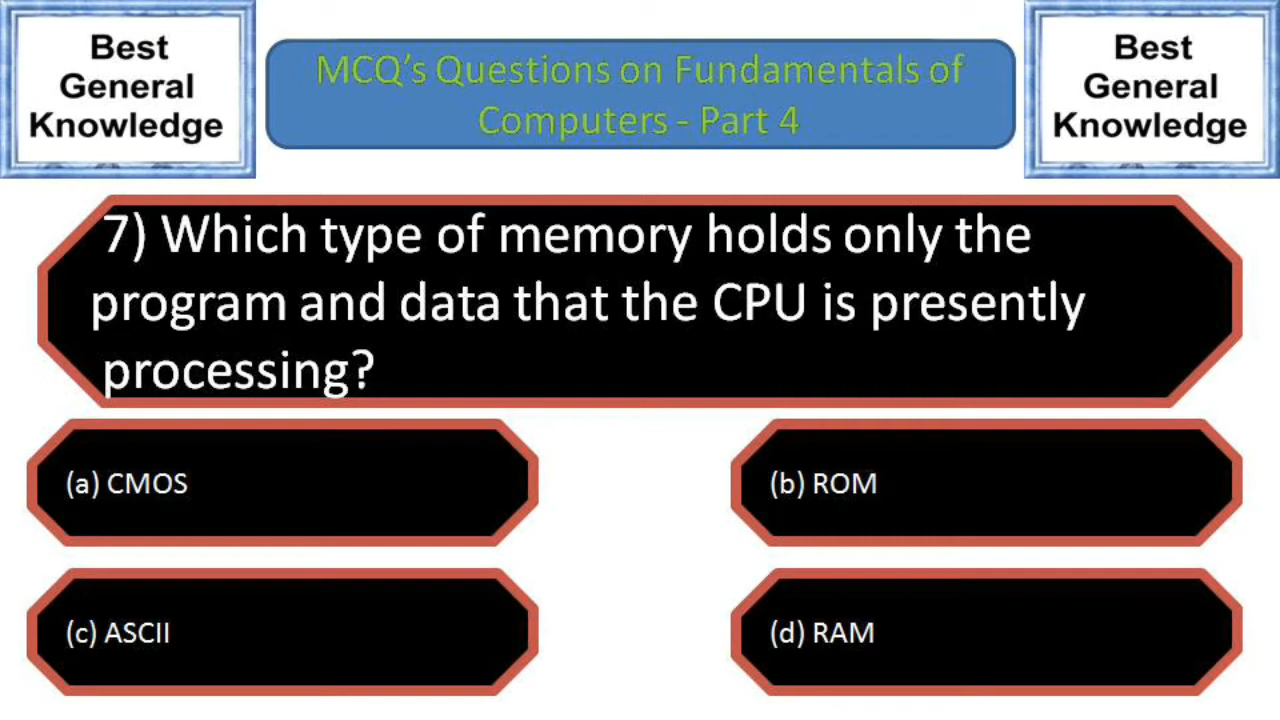 Best
General
Knowledge
MCQ's Questions on Fundamentals of
Computers - Part 4
Best
General
Knowledge
7) Which type of memory holds only the
program and data that the CPU is presently
processing?
(a) CMOS
(b) ROM
(c) ASCII
(d) RAM